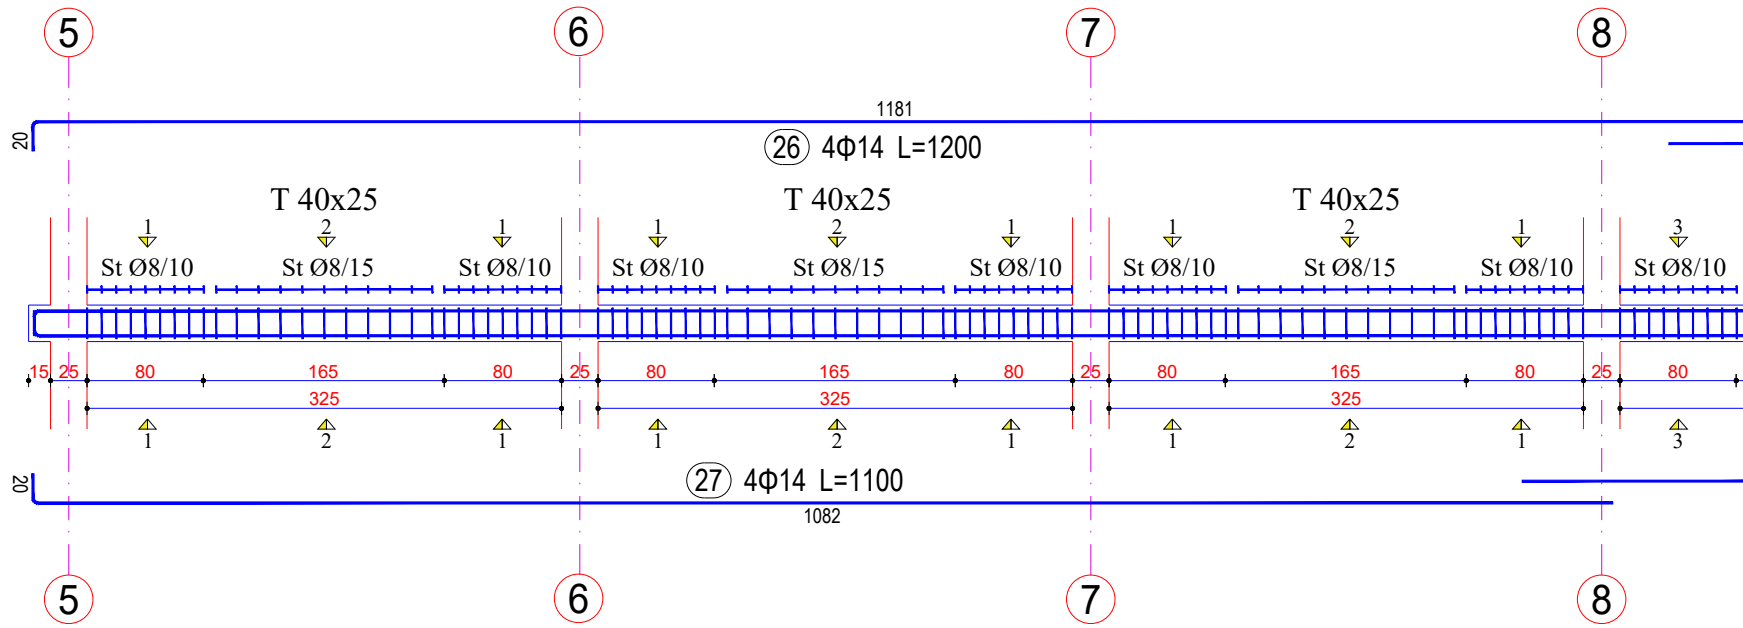 5 6 7 8
1181
20
26 4Φ14 L=1200
T 40x25 T 40x25 T 40x25
1 2 1 1 2 1 1 2 1 3
St Ø8/10 St Ø8/15 St Ø8/10 St Ø8/10 St Ø8/15 St Ø8/10 St Ø8/10 St Ø8/15 St Ø8/10 St Ø8/10
15 25 80 165 80 25 80 165 80 25 80 165 80 25 80
325 325 325
1 2 1 1 2 1 1 2 1 3
20
27 4Φ14 L=1100
1082
5 6 7 8